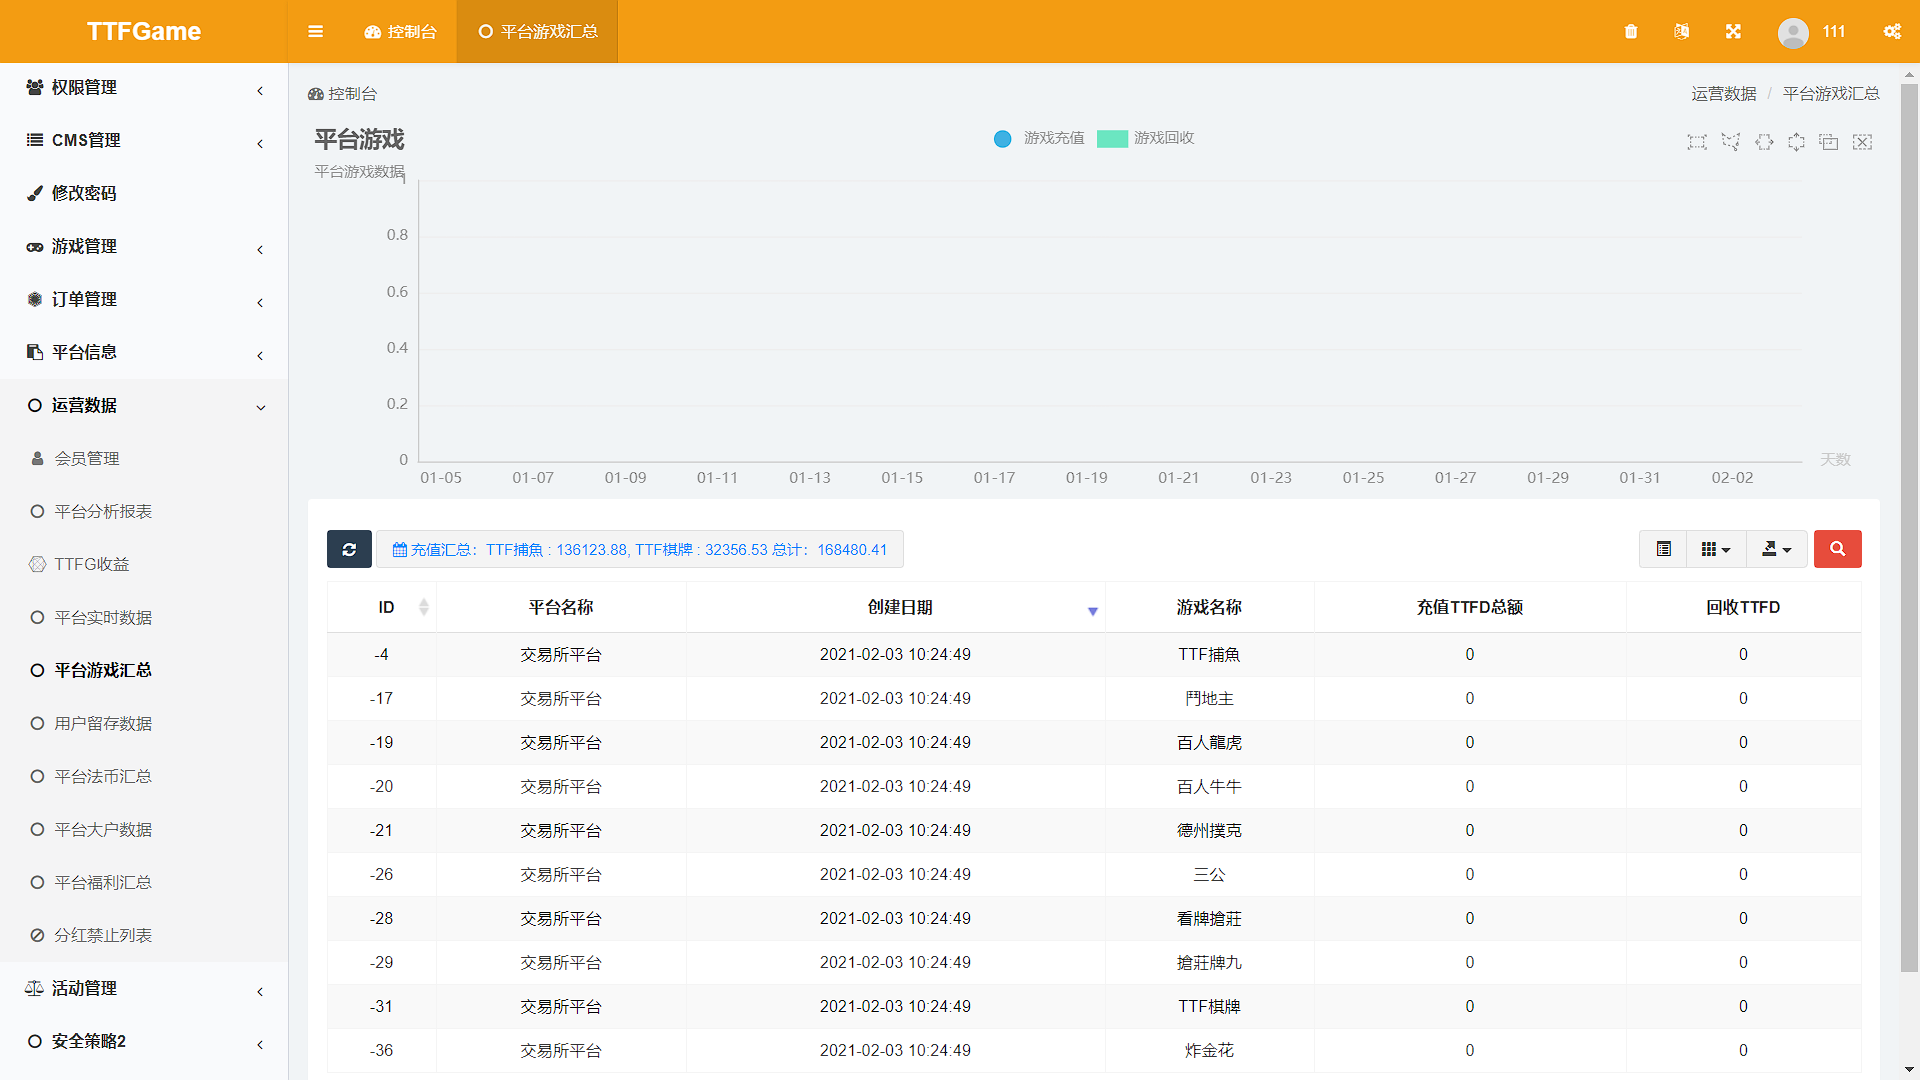 TTFGame
控制台
平台游戏汇总
111
权限管理
CMS管理
修改密码
游戏管理
订单管理
平台信息
运营数据
会员管理
平台分析报表
TTFG收益
平台实时数据
平台游戏汇总
用户留存数据
平台法币汇总
平台大户数据
平台福利汇总
分红禁止列表
活动管理
安全策略2
控制台
运营数据 / 平台游戏汇总
平台游戏
平台游戏数据
游戏充值 游戏回收
1
0.8
0.6
0.4
0.2
0
01-05 01-07 01-09 01-11 01-13 01-15 01-17 01-19 01-21 01-23 01-25 01-27 01-29 01-31 02-02
天数
充值汇总：TTF捕魚 : 136123.88, TTF棋牌 : 32356.53 总计：168480.41
ID 平台名称 创建日期 游戏名称 充值TTFD总额 回收TTFD
-4 交易所平台 2021-02-03 10:24:49 TTF捕魚 0 0
-17 交易所平台 2021-02-03 10:24:49 鬥地主 0 0
-19 交易所平台 2021-02-03 10:24:49 百人龍虎 0 0
-20 交易所平台 2021-02-03 10:24:49 百人牛牛 0 0
-21 交易所平台 2021-02-03 10:24:49 德州撲克 0 0
-26 交易所平台 2021-02-03 10:24:49 三公 0 0
-28 交易所平台 2021-02-03 10:24:49 看牌搶莊 0 0
-29 交易所平台 2021-02-03 10:24:49 搶莊牌九 0 0
-31 交易所平台 2021-02-03 10:24:49 TTF棋牌 0 0
-36 交易所平台 2021-02-03 10:24:49 炸金花 0 0